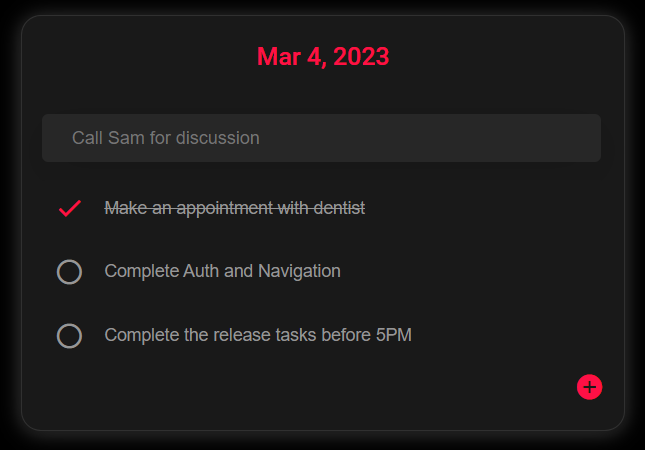 Mar 4, 2023
Call Sam for discussion
Make an appointment with dentist
Complete Auth and Navigation
Complete the release tasks before 5PM